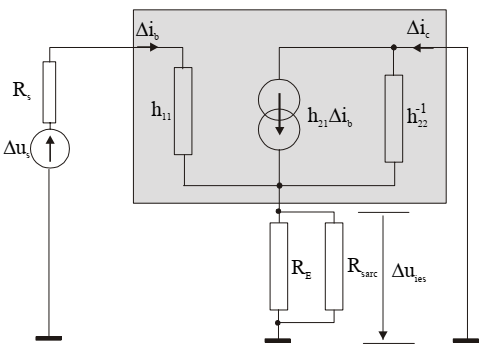 Δi_b
Δi_c
R_s
h_11
h_21Δi_b
h_22^-1
Δu_s
R_E
R_sarc
Δu_ies